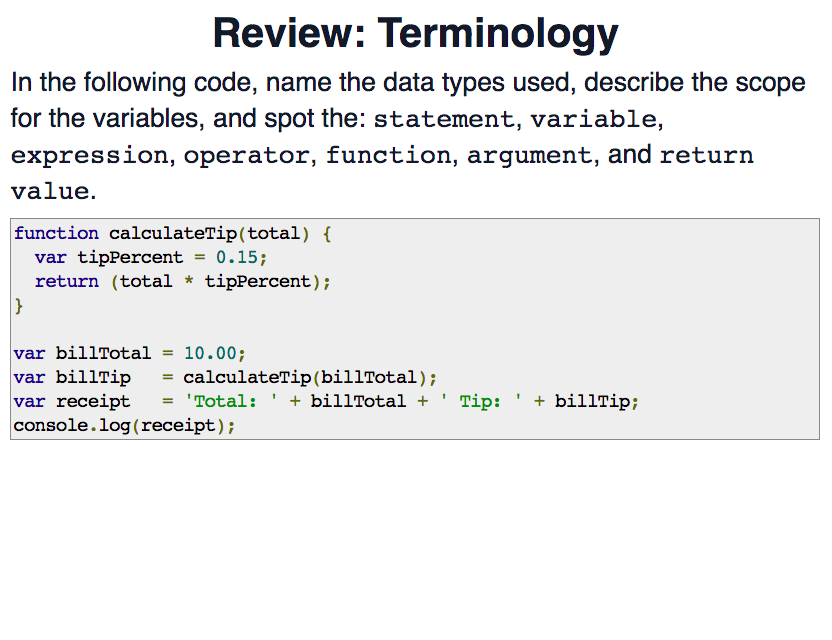 Review: Terminology
In the following code, name the data types used, describe the scope
for the variables, and spot the: statement, variable,
expression, operator, function, argument, and return
value.
function calculateTip(total) {
  var tipPercent = 0.15;
  return (total * tipPercent);
}

var billTotal = 10.00;
var billTip   = calculateTip(billTotal);
var receipt   = 'Total: ' + billTotal + ' Tip: ' + billTip;
console.log(receipt);